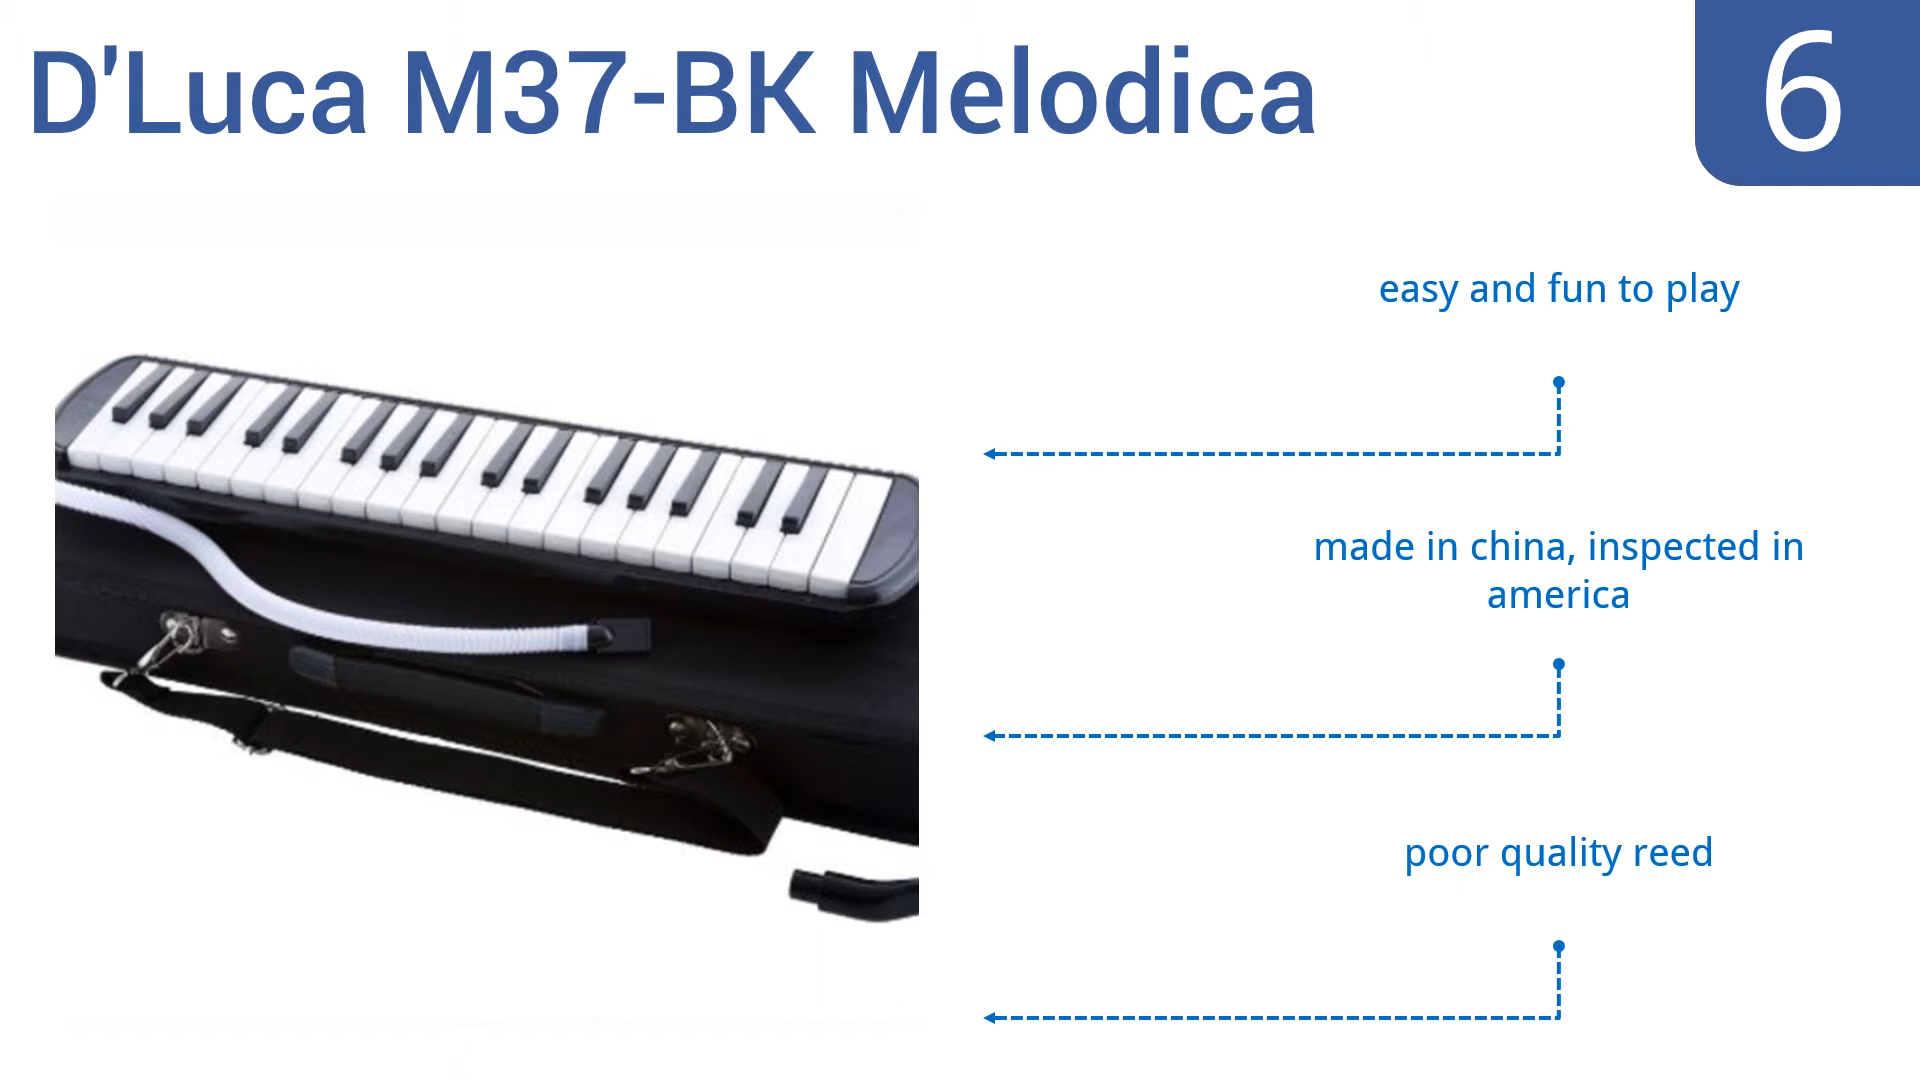 D'Luca M37-BK Melodica
6
easy and fun to play
made in china, inspected in
america
poor quality reed